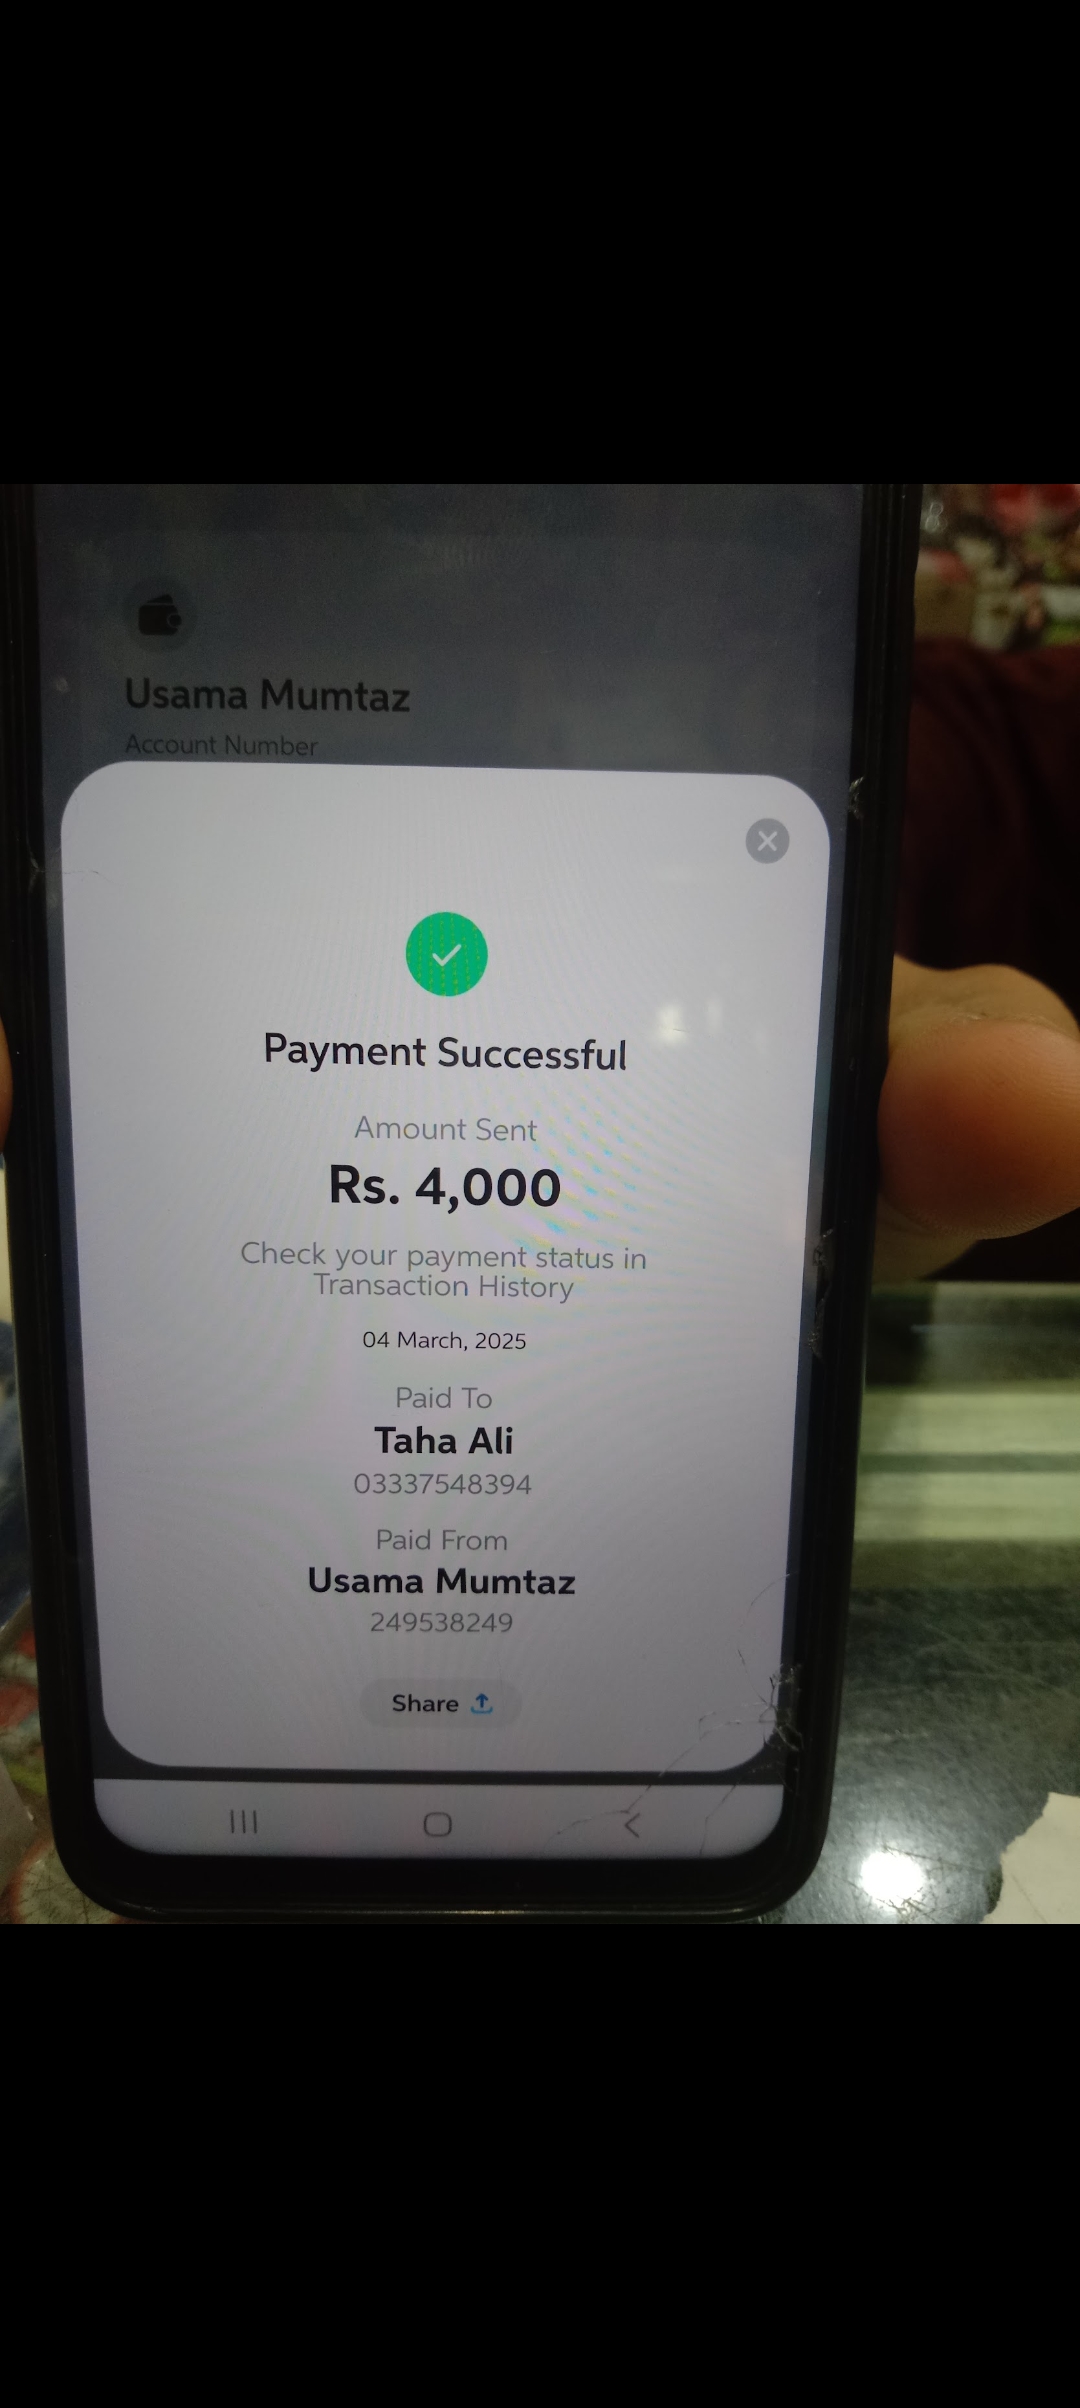 Usama Mumtaz
Account Number
Payment Successful
Amount Sent
Rs. 4,000
Check your payment status in
Transaction History
04 March, 2025
Paid To
Taha Ali
03337548394
Paid From
Usama Mumtaz
249538249
Share